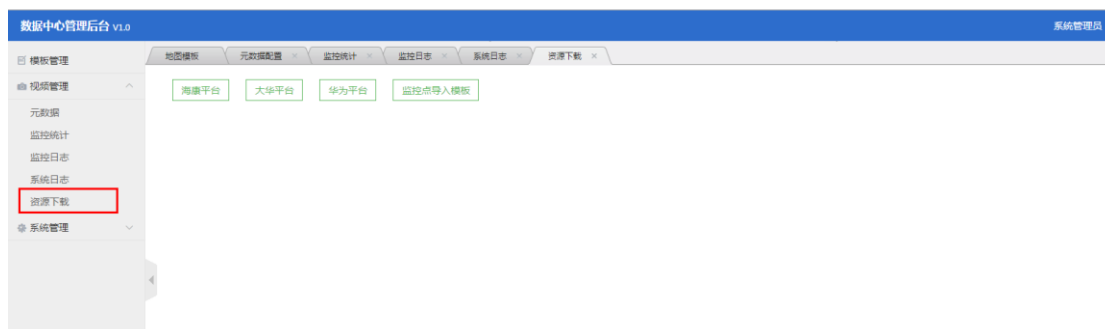 数据中心管理后台 V1.0
系统管理员
模板管理
地图模板 元数据配置 × 监控统计 × 监控日志 × 系统日志 × 资源下载 ×
视频管理
海康平台 大华平台 华为平台 监控点导入模板
元数据
监控统计
监控日志
系统日志
资源下载
系统管理